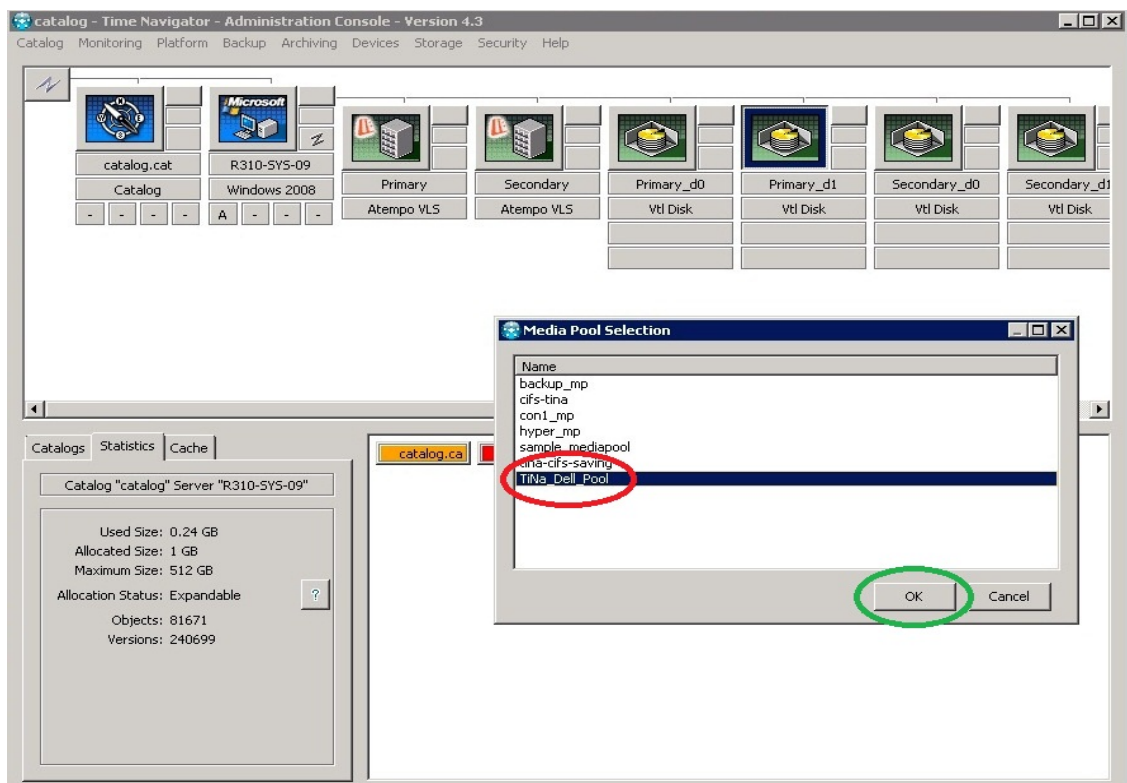 catalog - Time Navigator - Administration Console - Version 4.3
Catalog Monitoring Platform Backup Archiving Devices Storage Security Help
Microsoft
catalog.cat R310-SYS-09 Primary Secondary Primary_d0 Primary_d1 Secondary_d0 Secondary_d1
Catalog Windows 2008 Atempo VLS Atempo VLS Vtl Disk Vtl Disk Vtl Disk Vtl Disk
- - - - A - - -
Media Pool Selection
Name
backup_mp
cifs-tina
con1_mp
hyper_mp
sample_mediapool
tina-cifs-saving
TiNa_Dell_Pool
OK Cancel
Catalogs Statistics Cache
catalog.ca
Catalog "catalog" Server "R310-SYS-09"
Used Size: 0.24 GB
Allocated Size: 1 GB
Maximum Size: 512 GB
Allocation Status: Expandable ?
Objects: 81671
Versions: 240699